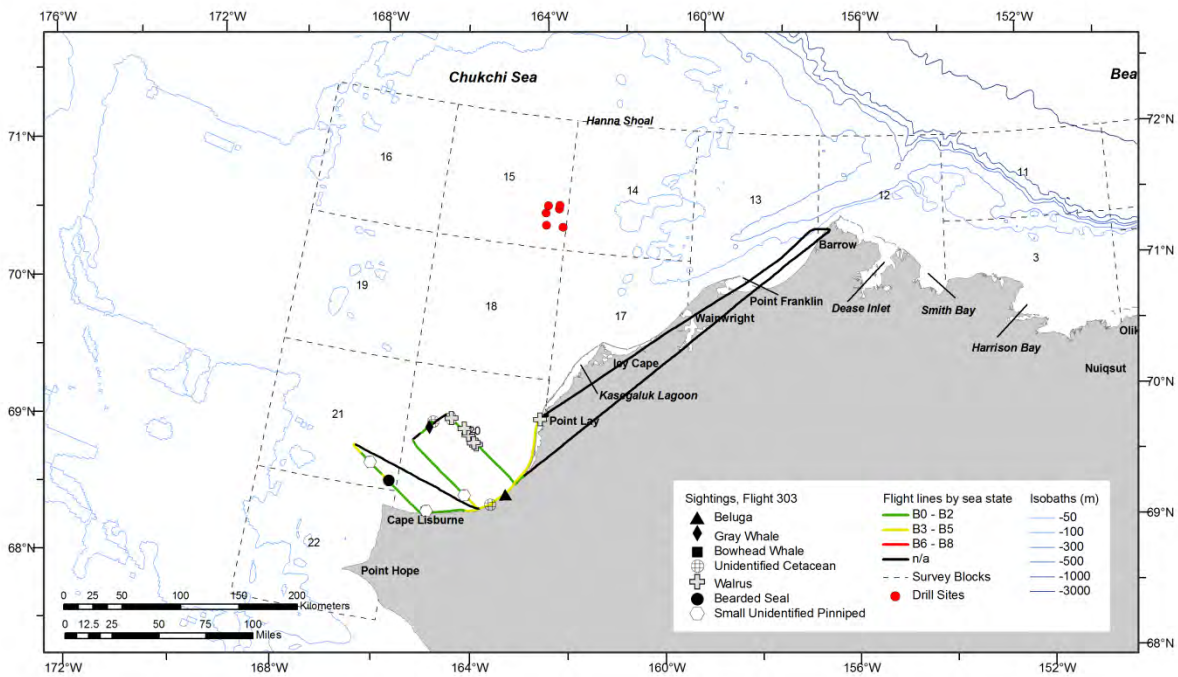 176°W 168°W 164°W 160°W 156°W 152°W
Chukchi Sea
Bea
72°N
Hanna Shoal
71°N
16
15
14
13
12
11
71°N
Barrow
3
70°N
19
18
17
Point Franklin
Dease Inlet
Smith Bay
Wainwright
Harrison Bay
Olik
Icy Cape
Nuiqsut
Kasegaluk Lagoon
70°N
69°N
21
20
Point Lay
Cape Lisburne
69°N
68°N
22
Point Hope
68°N
Sightings, Flight 303
Beluga
Gray Whale
Bowhead Whale
Unidentified Cetacean
Walrus
Bearded Seal
Small Unidentified Pinniped
Flight lines by sea state
B0 - B2
B3 - B5
B6 - B8
n/a
Survey Blocks
Drill Sites
Isobaths (m)
-50
-100
-300
-500
-1000
-3000
0 25 50 100 150 200
Kilometers
0 12.5 25 50 75 100
Miles
172°W 168°W 164°W 160°W 156°W 152°W